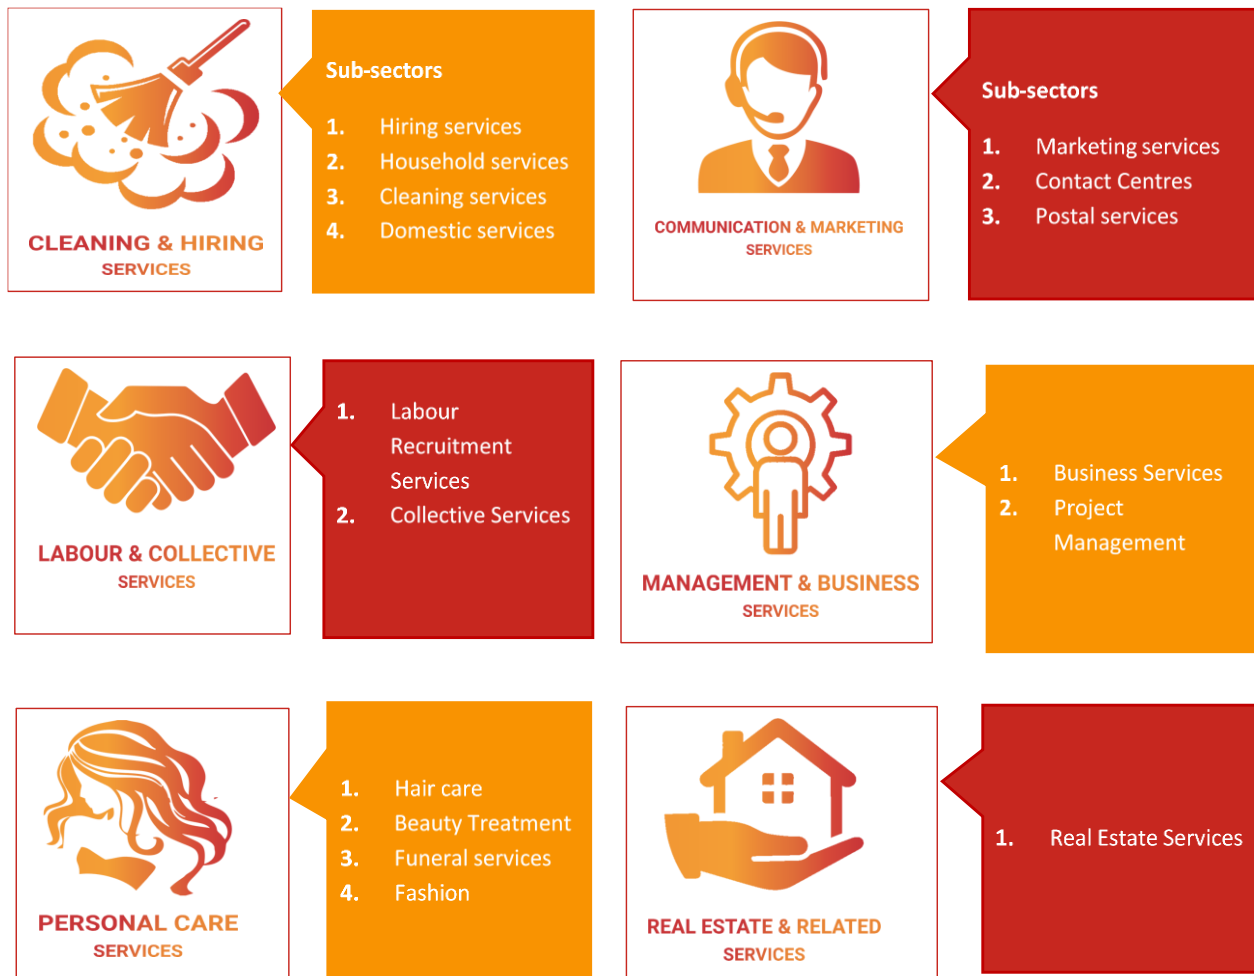 CLEANING & HIRING
SERVICES
Sub-sectors
1. Hiring services
2. Household services
3. Cleaning services
4. Domestic services
COMMUNICATION & MARKETING
SERVICES
Sub-sectors
1. Marketing services
2. Contact Centres
3. Postal services
LABOUR & COLLECTIVE
SERVICES
1. Labour
Recruitment
Services
2. Collective Services
MANAGEMENT & BUSINESS
SERVICES
1. Business Services
2. Project
Management
PERSONAL CARE
SERVICES
1. Hair care
2. Beauty Treatment
3. Funeral services
4. Fashion
REAL ESTATE & RELATED
SERVICES
1. Real Estate Services